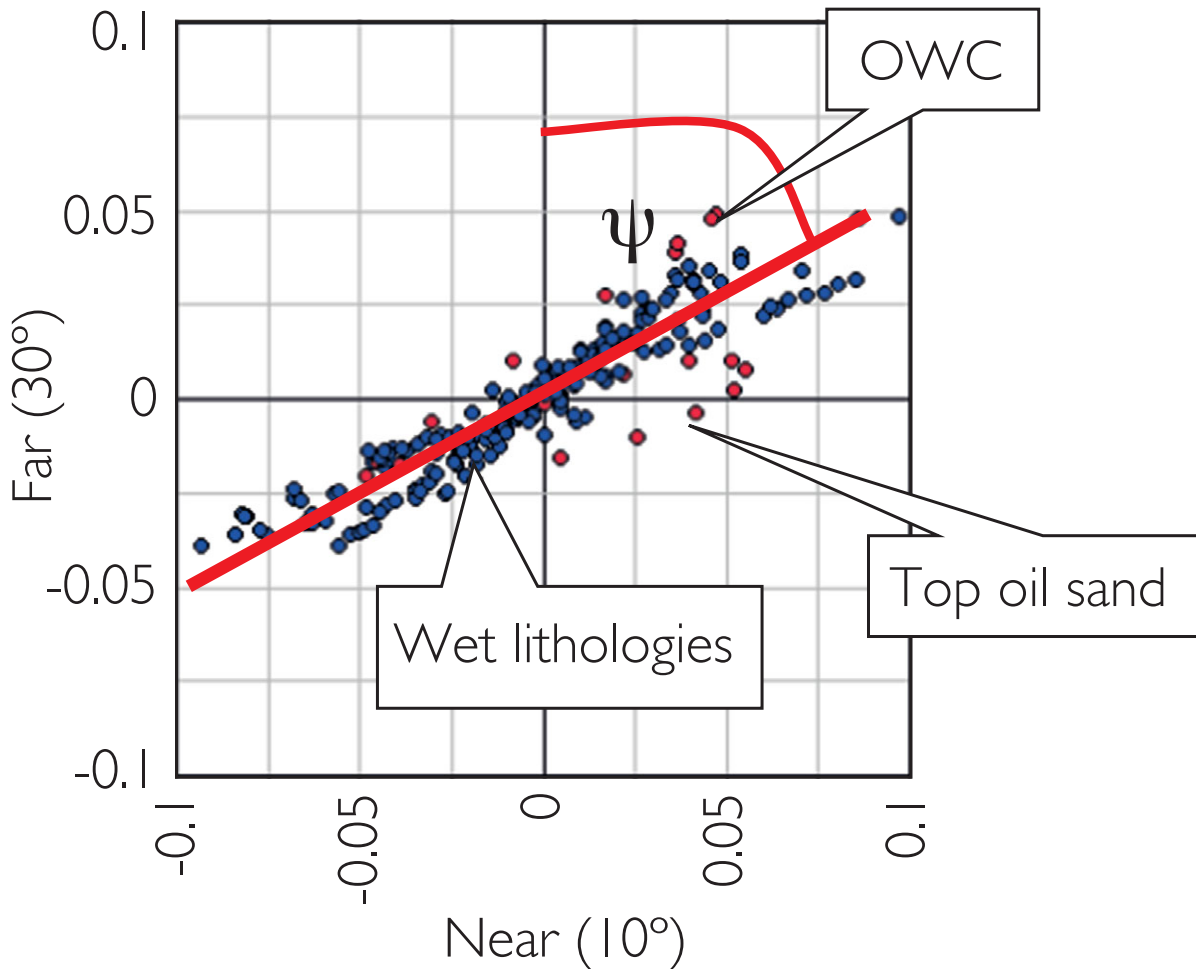 0.1
OWC
0.05
ψ
0
Far (30°)
-0.05
Top oil sand
Wet lithologies
-0.1
-0.1
-0.05
0
0.05
0.1
Near (10°)